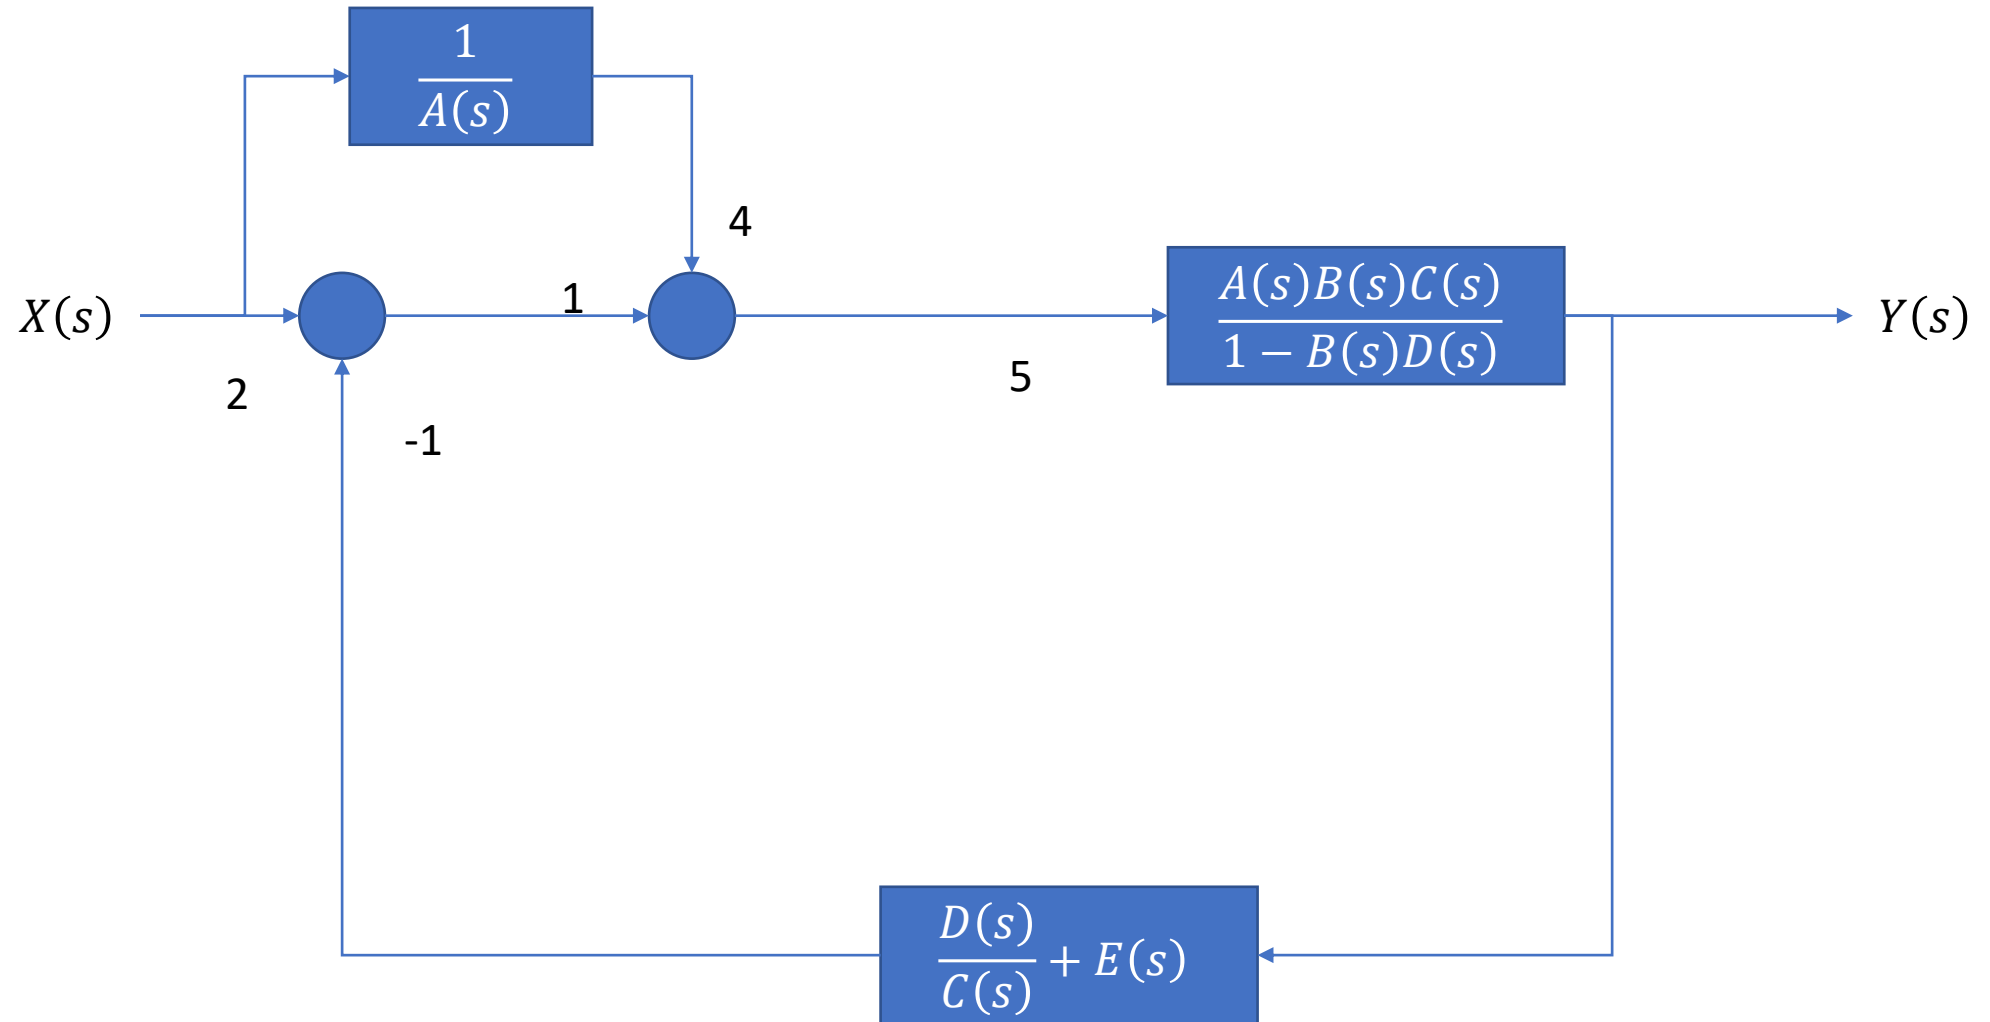 1
A(s)
4
1
X(s)
A(s)B(s)C(s)
1 − B(s)D(s)
Y(s)
2
5
-1
D(s)
C(s)
+ E(s)